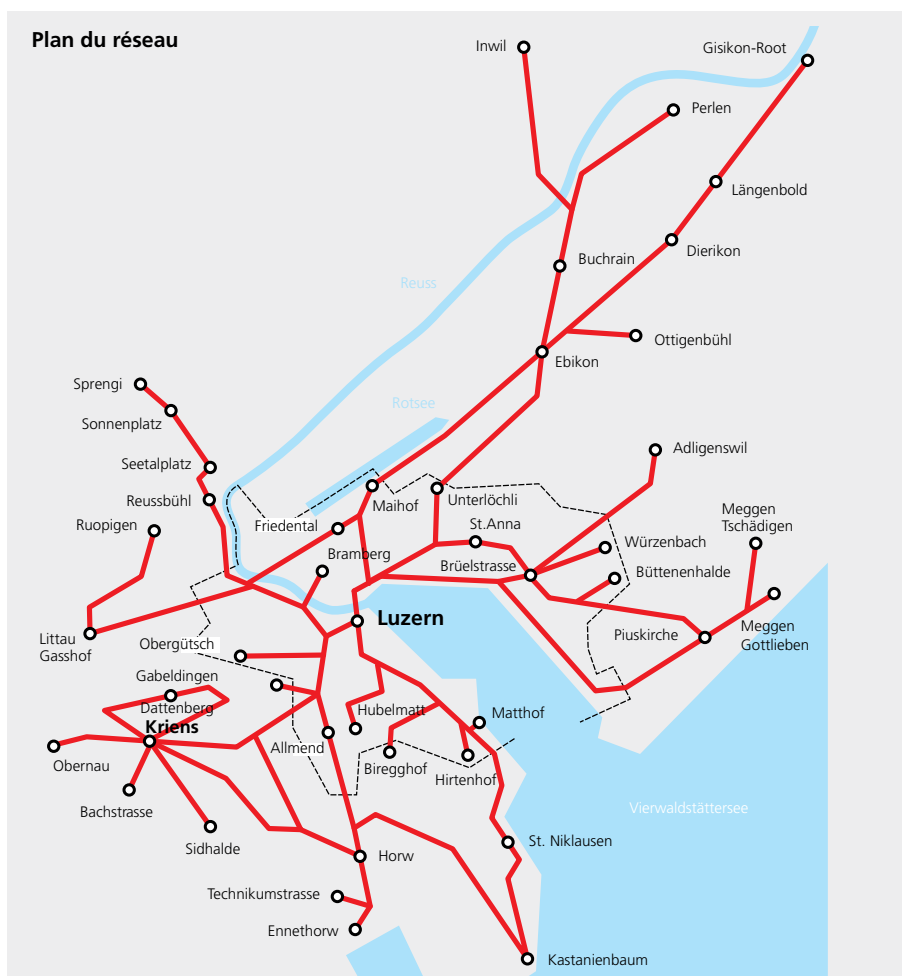 Plan du réseau
Inwil
Gisikon-Root
Perlen
Längenbold
Dierikon
Buchrain
Reuss
Ottigenbühl
Ebikon
Sprengi
Rotsee
Sonnenplatz
Adligenswil
Seetalplatz
Reussbühl
Maihof
Unterlöchli
Meggen
Tschädigen
Ruopigen
Friedental
St.Anna
Würzenbach
Bramberg
Brüelstrasse
Büttenenhalde
Luzern
Littau
Gasshof
Piuskirche
Meggen
Gottlieben
Obergütsch
Gabeldingen
Dattenberg
Hubelmatt
Matthof
Kriens
Allmend
Obernau
Biregghof
Hirtenhof
Bachstrasse
Vierwaldstättersee
Sidhalde
St. Niklausen
Horw
Technikumstrasse
Ennethorw
Kastanienbaum